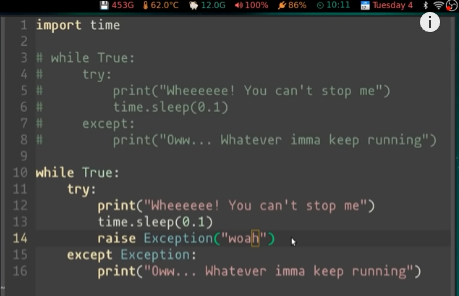 453G 62.0°C 12.0G 100% 86% 10:11 Tuesday 4
1 import time
2
3 # while True:
4 #     try:
5 #         print("Wheeeeee! You can't stop me")
6 #         time.sleep(0.1)
7 #     except:
8 #         print("Oww... Whatever imma keep running")
9
10 while True:
11     try:
12         print("Wheeeeee! You can't stop me")
13         time.sleep(0.1)
14         raise Exception("woah")
15     except Exception:
16         print("Oww... Whatever imma keep running")